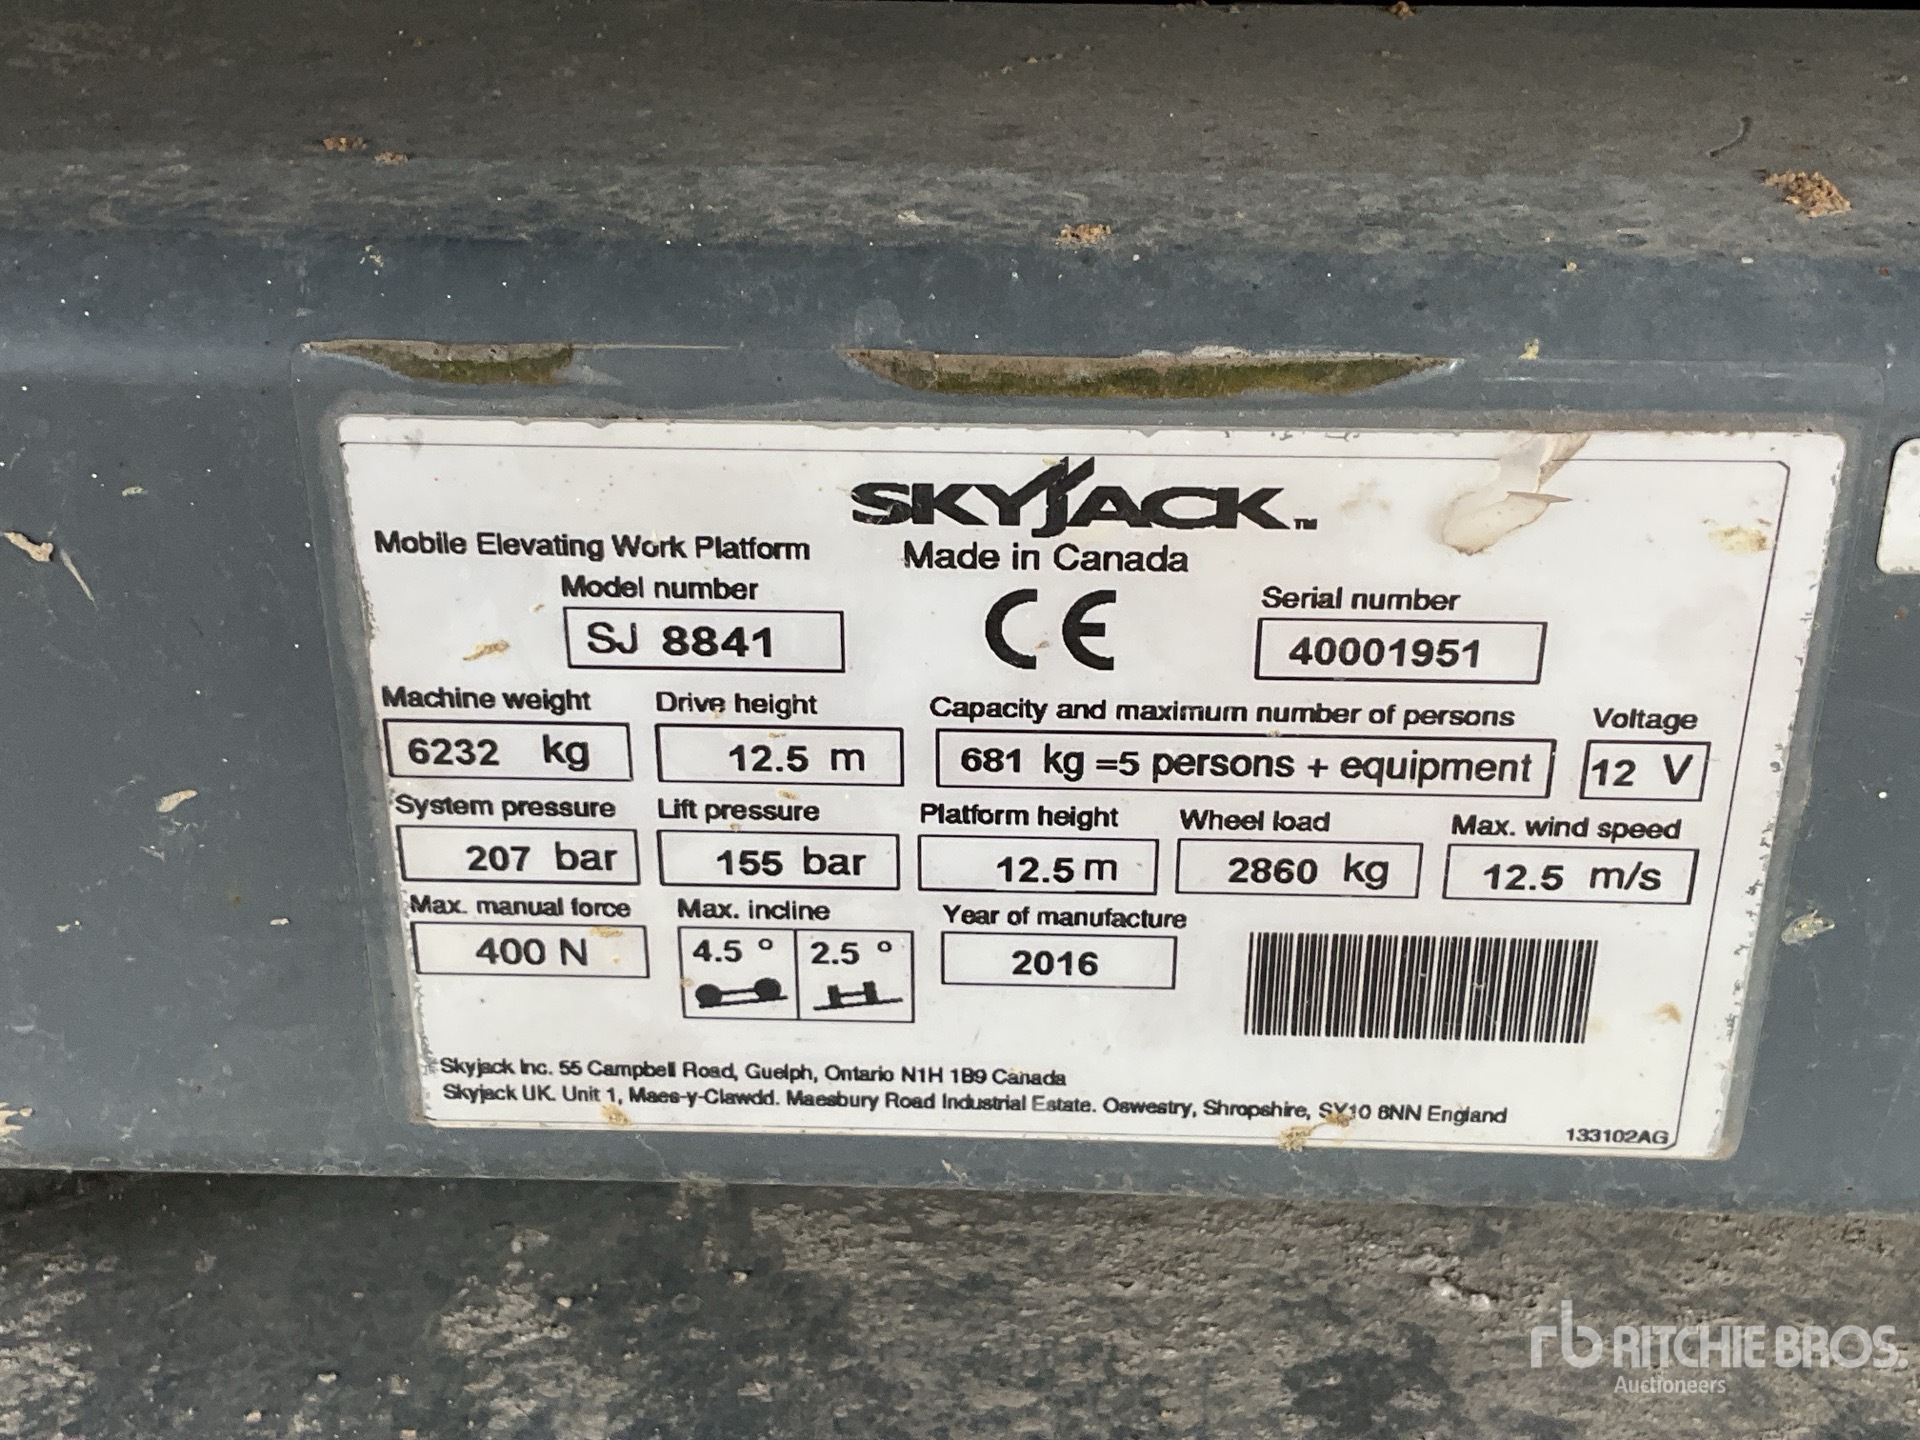 SKYJACK™
Mobile Elevating Work Platform
Made in Canada
Model number
SJ 8841
CE
Serial number
40001951
Machine weight
6232 kg
Drive height
12.5 m
Capacity and maximum number of persons
681 kg =5 persons + equipment
Voltage
12 V
System pressure
207 bar
Lift pressure
155 bar
Platform height
12.5 m
Wheel load
2860 kg
Max. wind speed
12.5 m/s
Max. manual force
400 N
Max. incline
4.5 ° 2.5 °
Year of manufacture
2016
Skyjack Inc. 55 Campbell Road, Guelph, Ontario N1H 1B9 Canada
Skyjack UK. Unit 1, Maes-y-Clawdd. Maesbury Road Industrial Estate. Oswestry, Shropshire, SY10 8NN England
133102AG
rb RITCHIE BROS.
Auctioneers